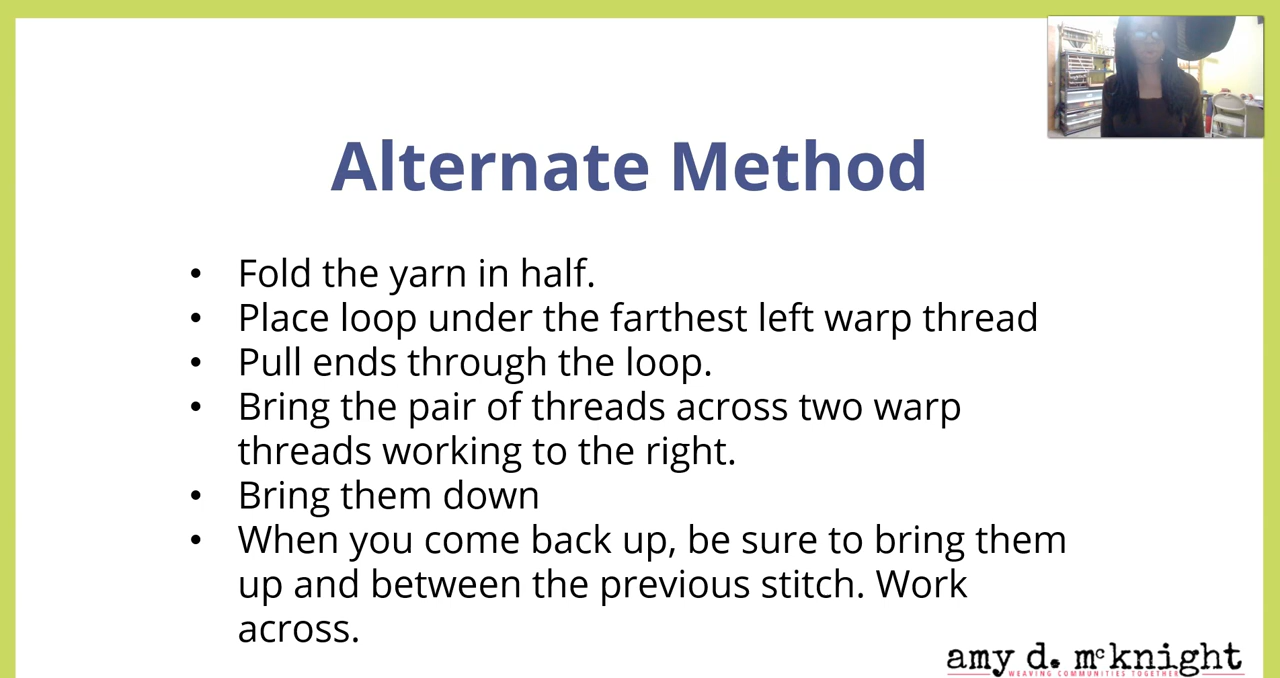 Alternate Method
• Fold the yarn in half.
• Place loop under the farthest left warp thread
• Pull ends through the loop.
• Bring the pair of threads across two warp
threads working to the right.
• Bring them down
• When you come back up, be sure to bring them
up and between the previous stitch. Work
across.
amy d. mcknight
WEAVING COMMUNITIES TOGETHER